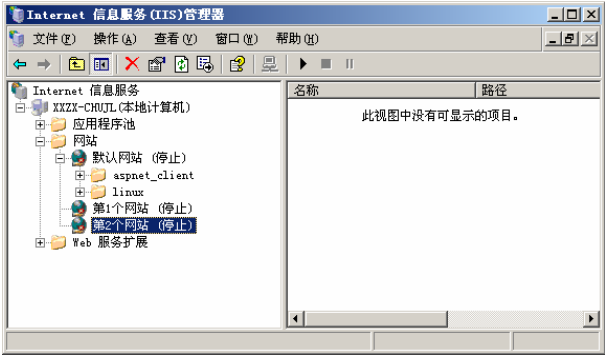 Internet 信息服务(IIS)管理器
文件(F) 操作(A) 查看(V) 窗口(W) 帮助(H)
Internet 信息服务
XXZX-CHUJL(本地计算机)
应用程序池
网站
默认网站 (停止)
aspnet_client
linux
第1个网站 (停止)
第2个网站 (停止)
Web 服务扩展
名称 路径
此视图中没有可显示的项目。